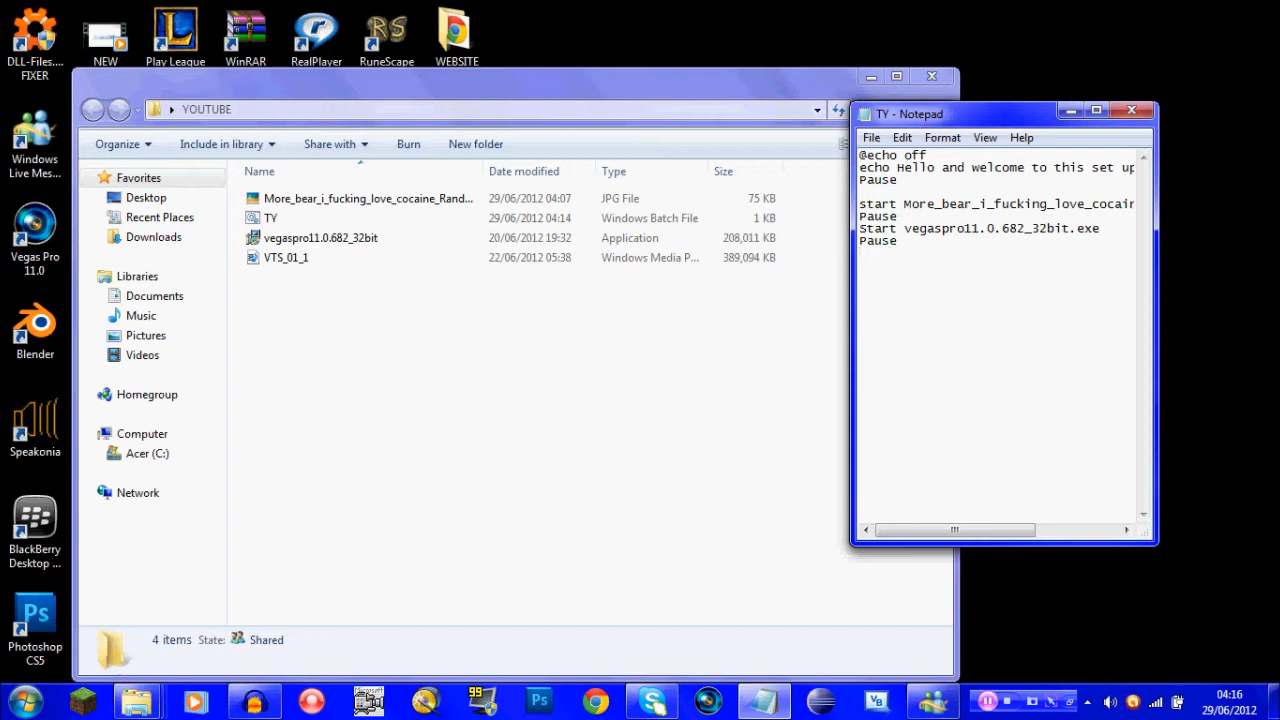 DLL-Files....
FIXER
NEW
Play League
WinRAR
RealPlayer
RuneScape
WEBSITE
Windows
Live Mes...
Vegas Pro
11.0
Blender
Speakonia
BlackBerry
Desktop ...
Ps
Photoshop
CS5
YOUTUBE
Organize
Include in library
Share with
Burn
New folder
Favorites
Desktop
Recent Places
Downloads
Libraries
Documents
Music
Pictures
Videos
Homegroup
Computer
Acer (C:)
Network
Name Date modified Type Size
More_bear_i_fucking_love_cocaine_Rand... 29/06/2012 04:07 JPG File 75 KB
TY 29/06/2012 04:14 Windows Batch File 1 KB
vegaspro11.0.682_32bit 20/06/2012 19:32 Application 208,011 KB
VTS_01_1 22/06/2012 05:38 Windows Media P... 389,094 KB
4 items State: Shared
TY - Notepad
File Edit Format View Help
@echo off
echo Hello and welcome to this set up
Pause
start More_bear_i_fucking_love_cocain
Pause
Start vegaspro11.0.682_32bit.exe
Pause
99
Ps
VB
04:16
29/06/2012